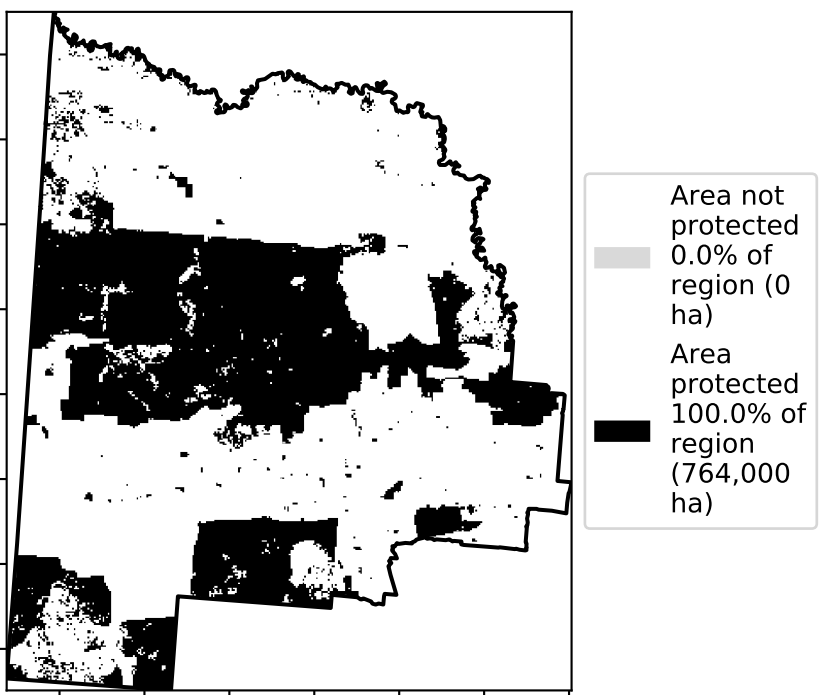 Area not
protected
0.0% of
region (0
ha)
Area
protected
100.0% of
region
(764,000
ha)